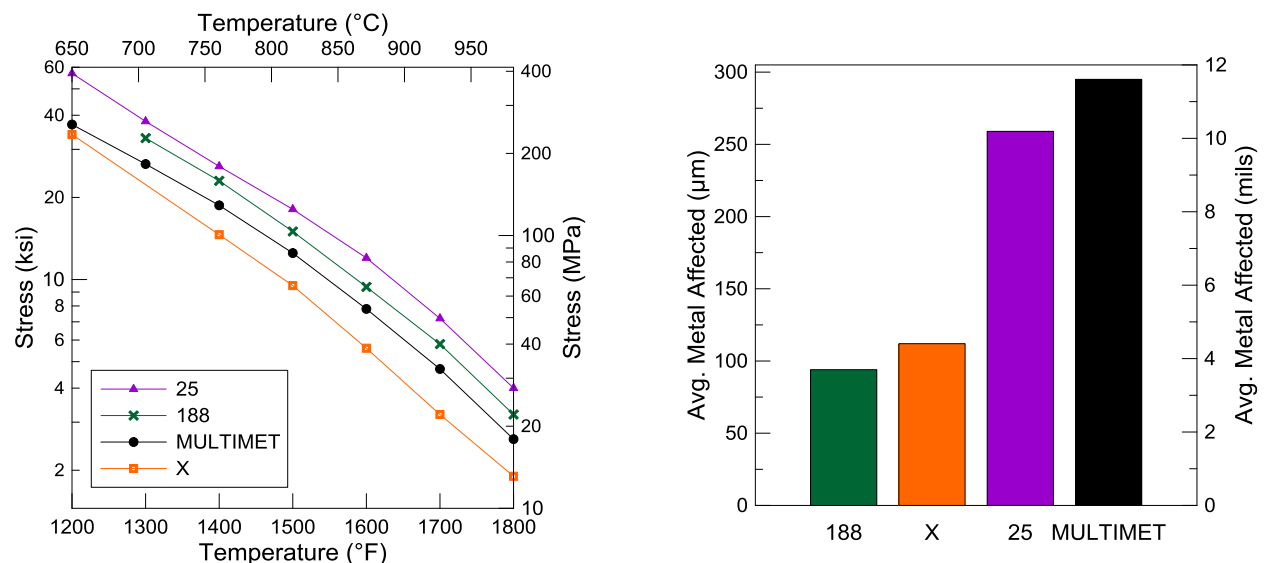 Temperature (°C)
650 700 750 800 850 900 950
60
40
20
10
8
6
4
2
Stress (ksi)
400
200
100
80
60
40
20
10
Stress (MPa)
25
188
MULTIMET
X
1200 1300 1400 1500 1600 1700 1800
Temperature (°F)
300
250
200
150
100
50
0
Avg. Metal Affected (µm)
12
10
8
6
4
2
0
Avg. Metal Affected (mils)
188 X 25 MULTIMET